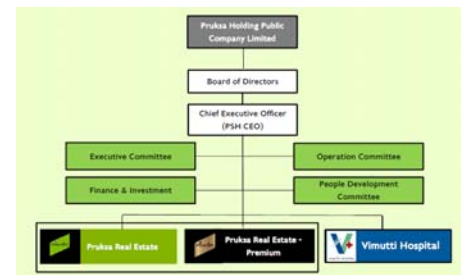 Pruksa Holding Public
Company Limited
Board of Directors
Chief Executive Officer
(PSH CEO)
Executive Committee
Operation Committee
Finance & Investment
People Development
Committee
Pruksa Real Estate
Pruksa Real Estate -
Premium
Vimutti Hospital